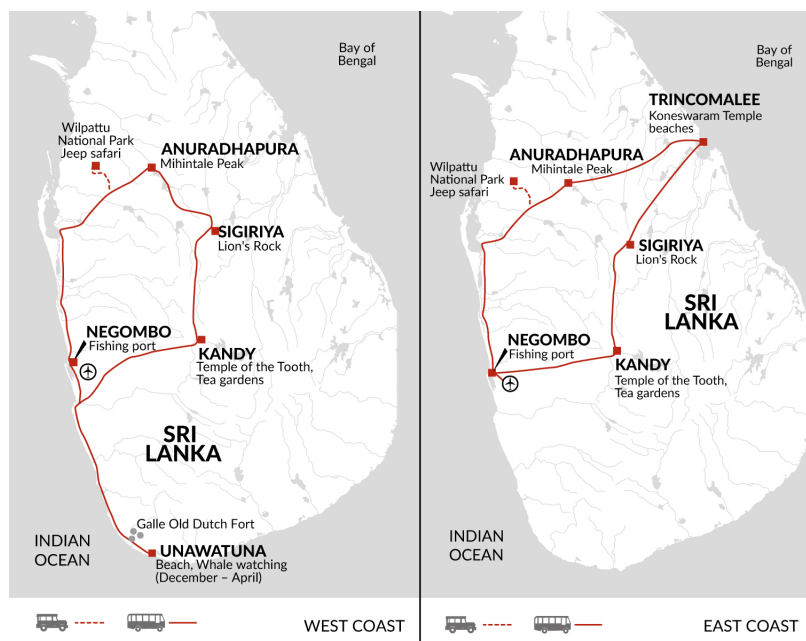 Bay of
Bengal
Wilpattu
National Park
Jeep safari
ANURADHAPURA
Mihintale Peak
SIGIRIYA
Lion's Rock
NEGOMBO
Fishing port
KANDY
Temple of the Tooth,
Tea gardens
SRI
LANKA
Galle Old Dutch Fort
INDIAN
OCEAN
UNAWATUNA
Beach, Whale watching
(December – April)
WEST COAST
Bay of
Bengal
TRINCOMALEE
Koneswaram Temple
beaches
Wilpattu
National Park
Jeep safari
ANURADHAPURA
Mihintale Peak
SIGIRIYA
Lion's Rock
SRI
LANKA
NEGOMBO
Fishing port
KANDY
Temple of the Tooth,
Tea gardens
INDIAN
OCEAN
EAST COAST